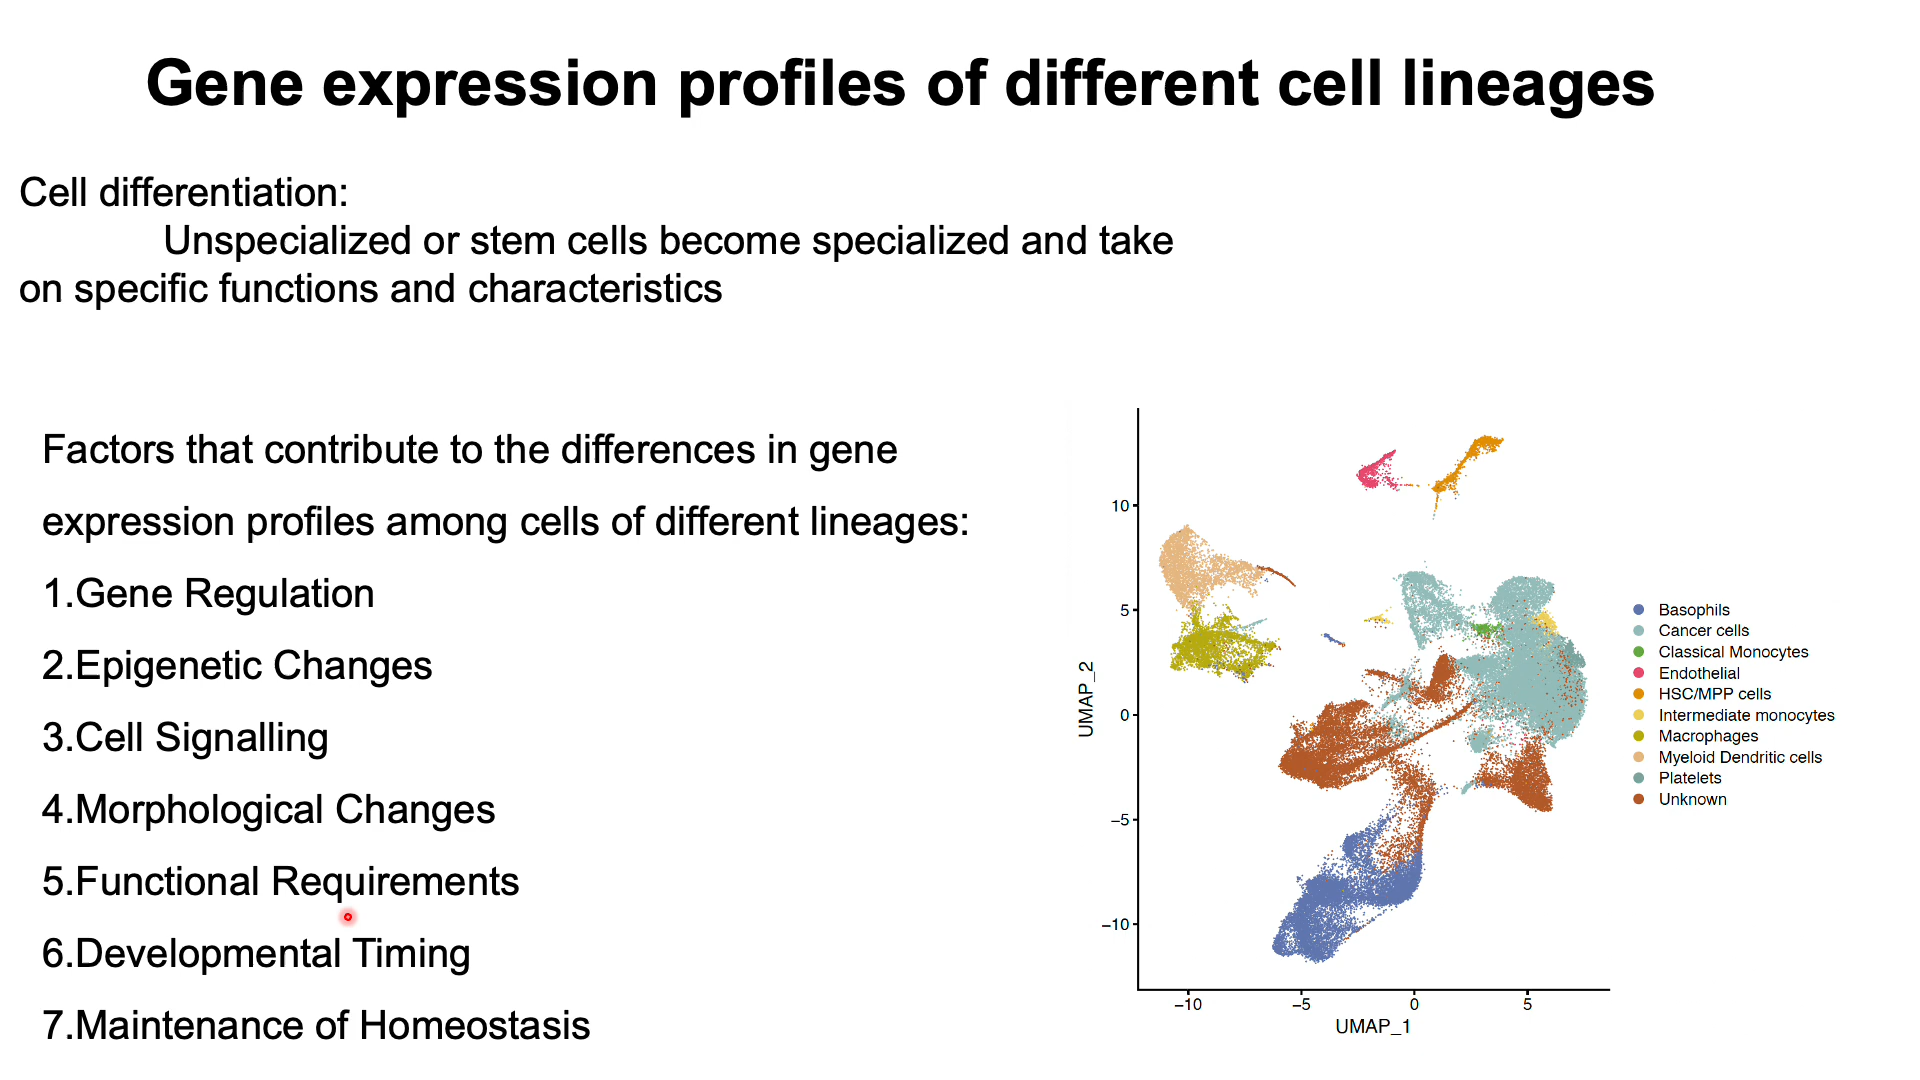 Gene expression profiles of different cell lineages
Cell differentiation:
Unspecialized or stem cells become specialized and take
on specific functions and characteristics
Factors that contribute to the differences in gene
expression profiles among cells of different lineages:
1.Gene Regulation
2.Epigenetic Changes
3.Cell Signalling
4.Morphological Changes
5.Functional Requirements
6.Developmental Timing
7.Maintenance of Homeostasis
UMAP_2
10
5
0
−5
−10
−10
−5
0
5
UMAP_1
Basophils
Cancer cells
Classical Monocytes
Endothelial
HSC/MPP cells
Intermediate monocytes
Macrophages
Myeloid Dendritic cells
Platelets
Unknown